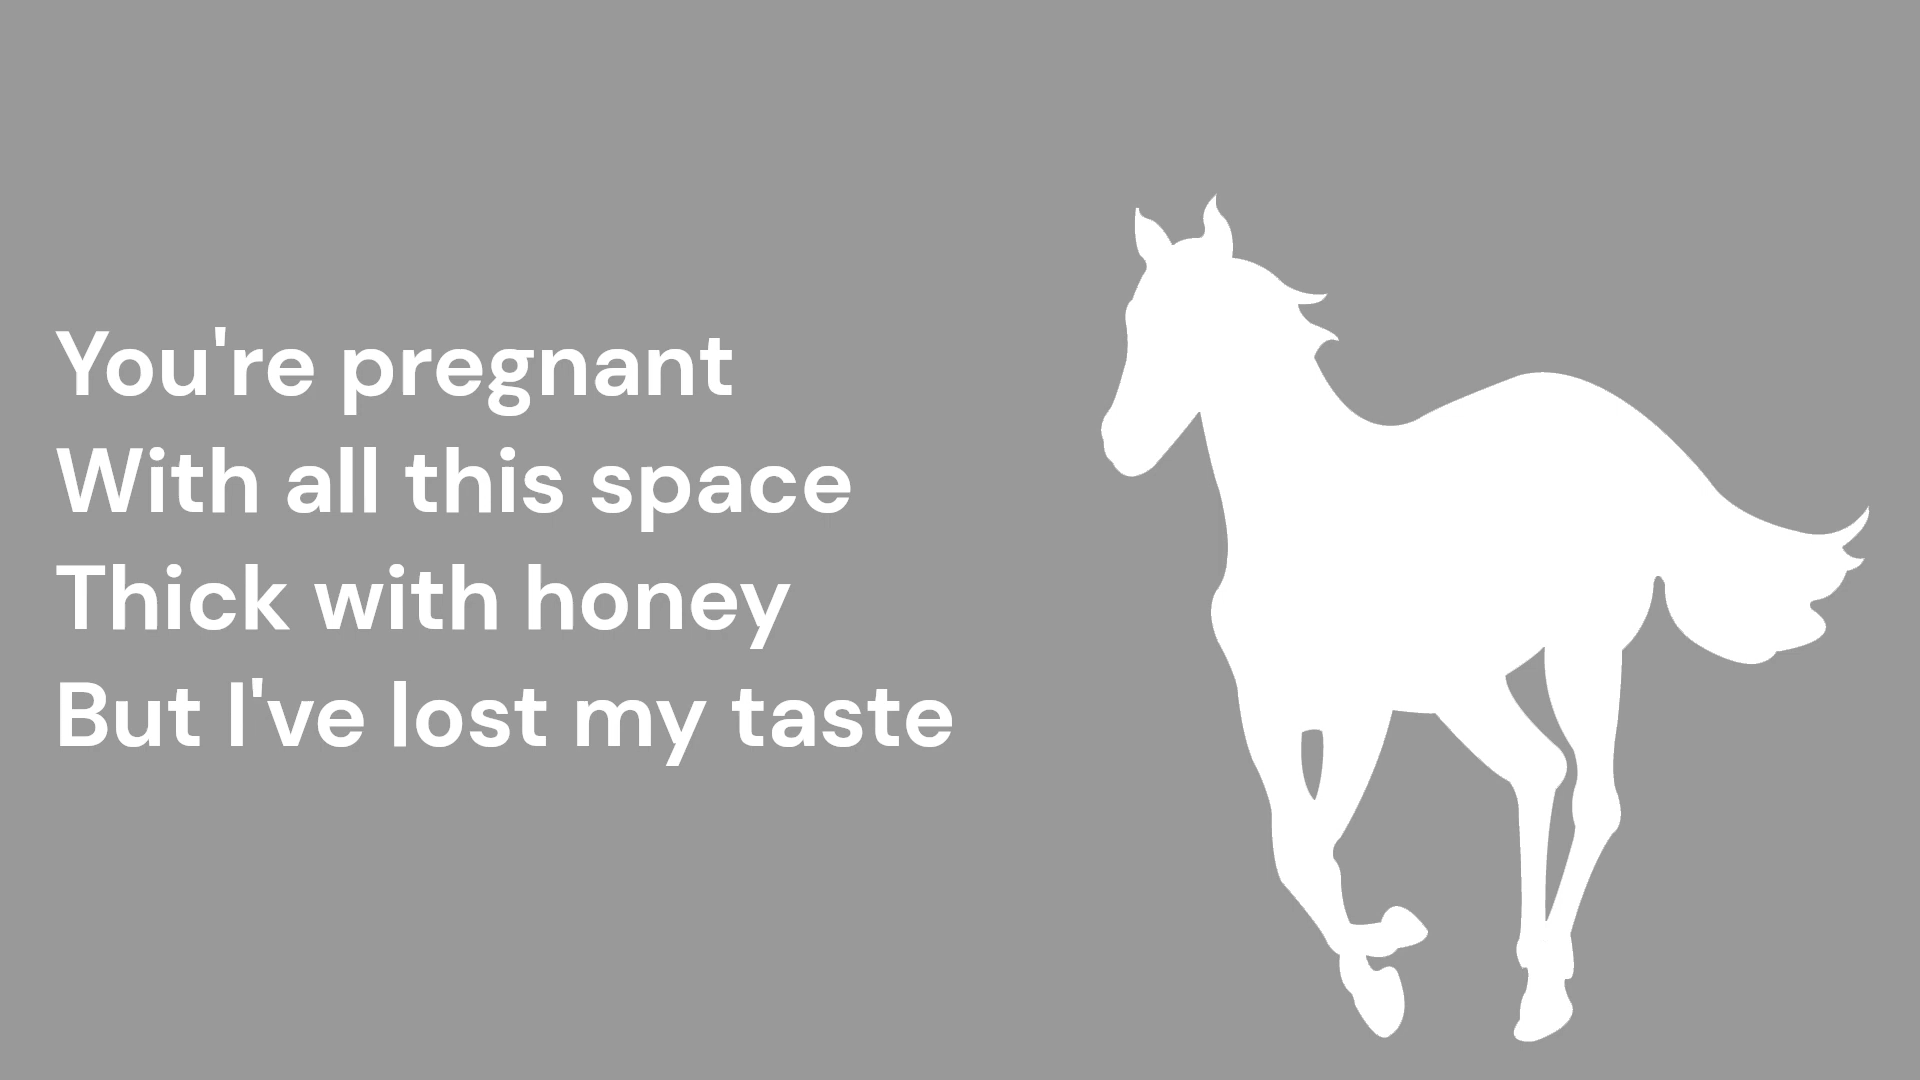 You're pregnant
With all this space
Thick with honey
But I've lost my taste